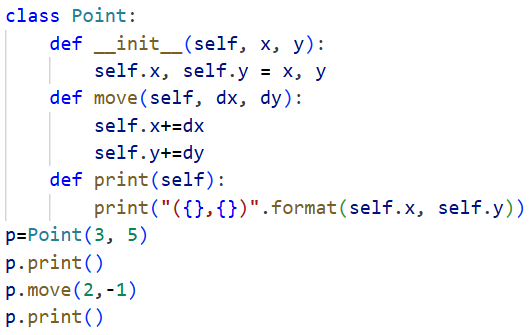 class Point:
    def __init__(self, x, y):
        self.x, self.y = x, y
    def move(self, dx, dy):
        self.x+=dx
        self.y+=dy
    def print(self):
        print("({},{})".format(self.x, self.y))
p=Point(3, 5)
p.print()
p.move(2,-1)
p.print()